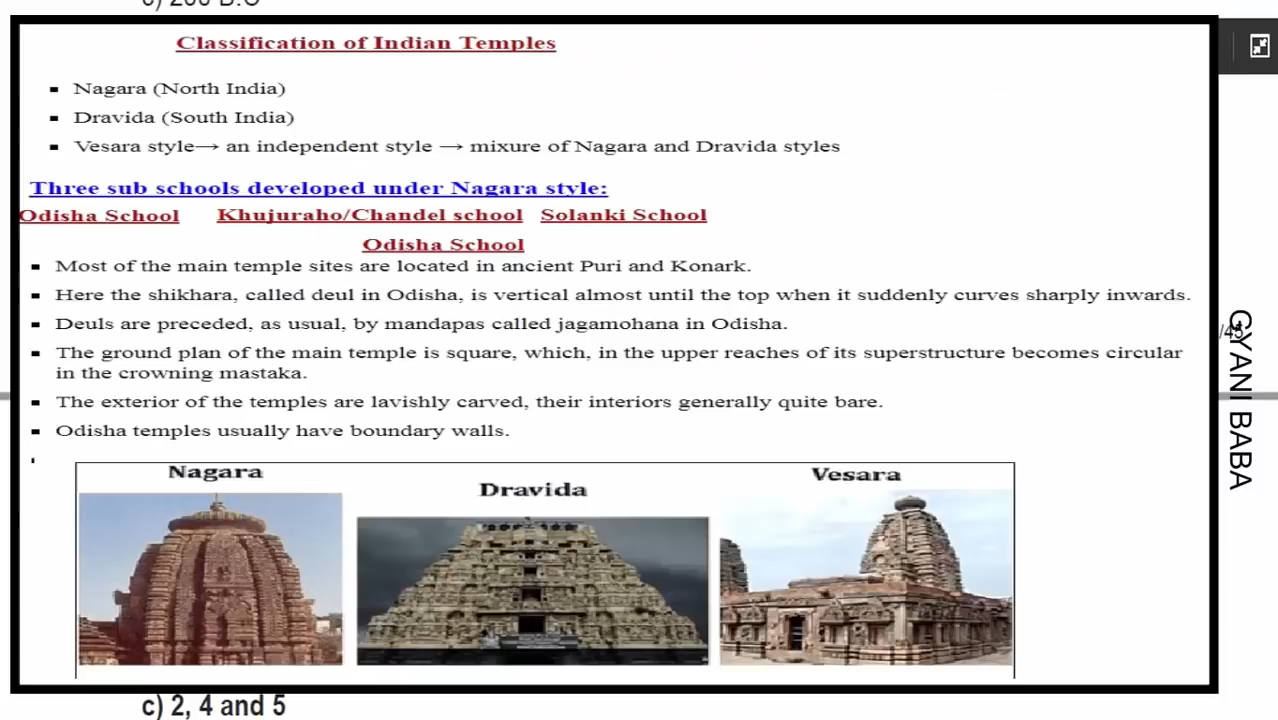 c) 200 B.C
Classification of Indian Temples
▪ Nagara (North India)
▪ Dravida (South India)
▪ Vesara style→ an independent style → mixure of Nagara and Dravida styles
Three sub schools developed under Nagara style:
Odisha School Khujuraho/Chandel school Solanki School
Odisha School
▪ Most of the main temple sites are located in ancient Puri and Konark.
▪ Here the shikhara, called deul in Odisha, is vertical almost until the top when it suddenly curves sharply inwards.
▪ Deuls are preceded, as usual, by mandapas called jagamohana in Odisha.
▪ The ground plan of the main temple is square, which, in the upper reaches of its superstructure becomes circular
in the crowning mastaka.
▪ The exterior of the temples are lavishly carved, their interiors generally quite bare.
▪ Odisha temples usually have boundary walls.
Nagara
Dravida
Vesara
/45
GYANI BABA
c) 2, 4 and 5